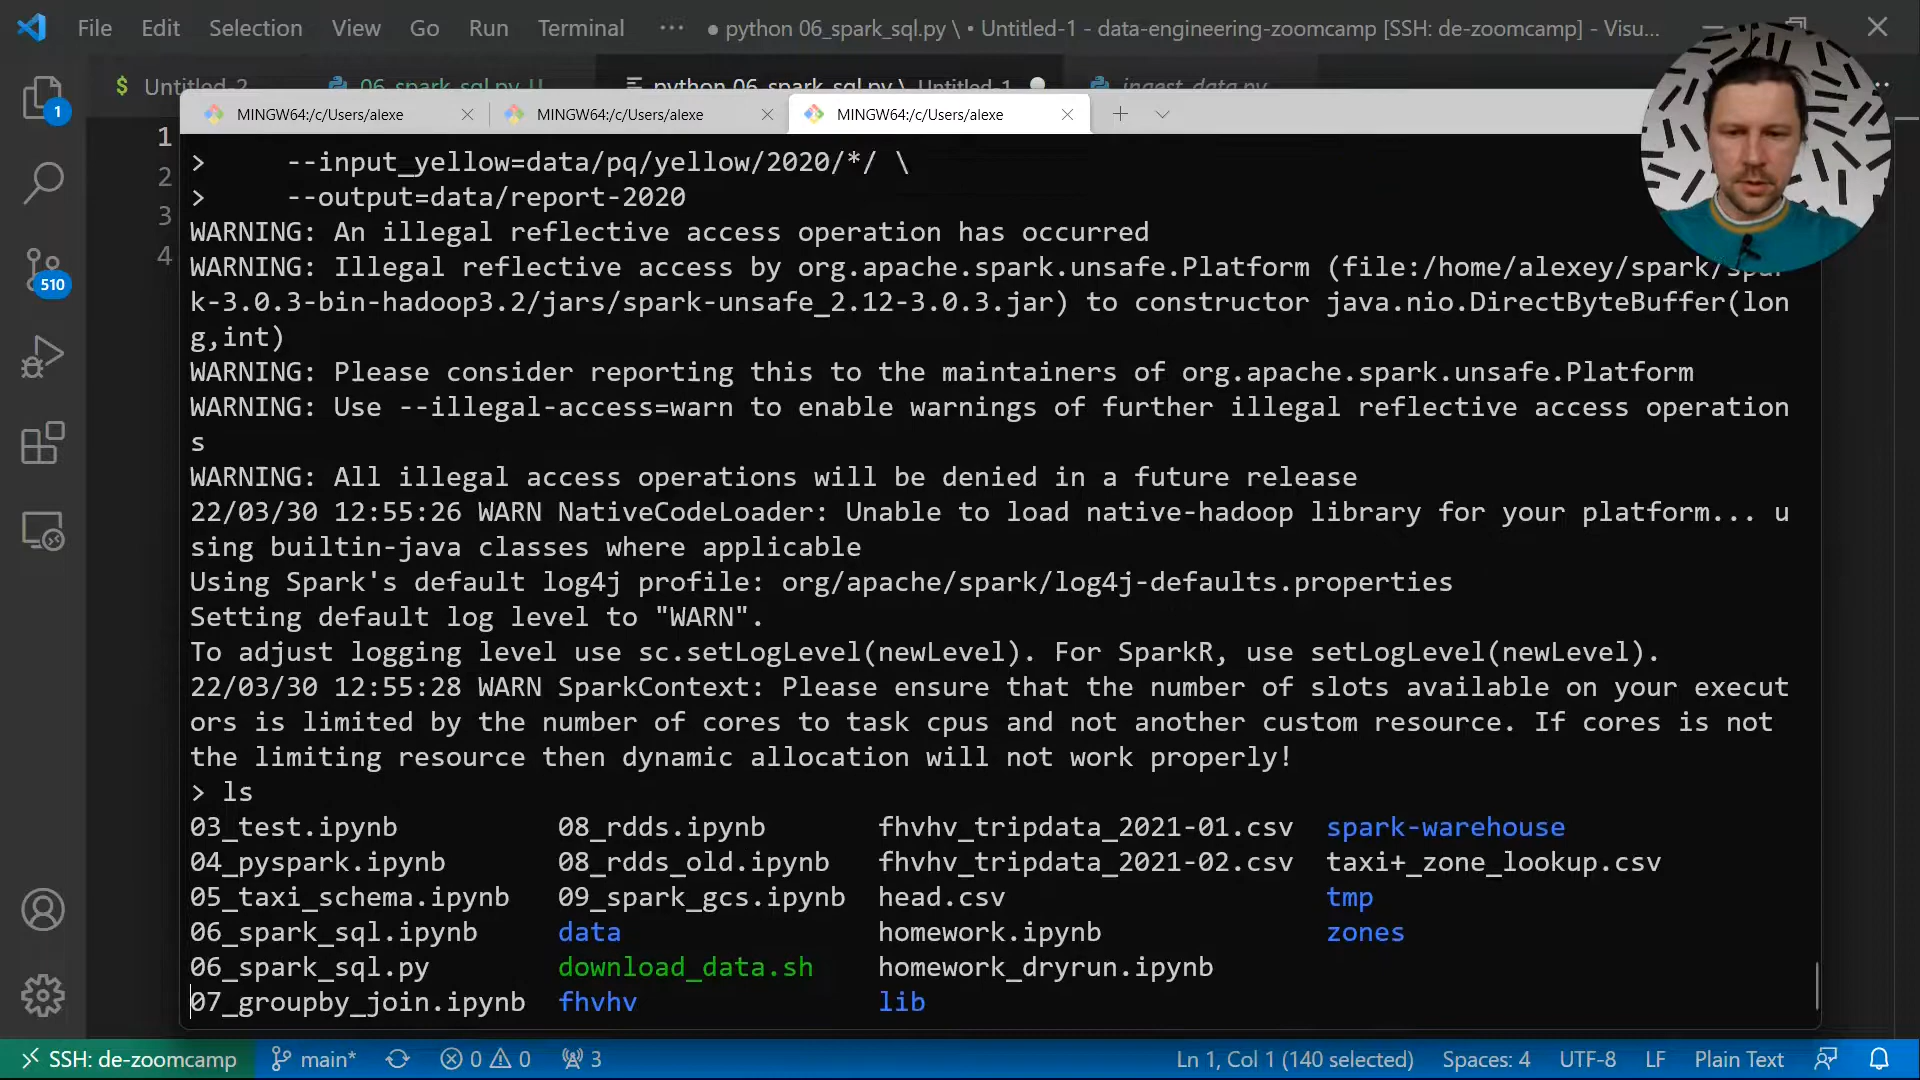 File Edit Selection View Go Run Terminal ··· ● python 06_spark_sql.py \ • Untitled-1 - data-engineering-zoomcamp [SSH: de-zoomcamp] - Visu...
$ Untitled-2 06_spark_sql.py U python 06_spark_sql.py \ Untitled-1 ingest_data.py
MINGW64:/c/Users/alexe MINGW64:/c/Users/alexe MINGW64:/c/Users/alexe
1
2
3
4
> --input_yellow=data/pq/yellow/2020/*/ \
> --output=data/report-2020
WARNING: An illegal reflective access operation has occurred
WARNING: Illegal reflective access by org.apache.spark.unsafe.Platform (file:/home/alexey/spark/spar
k-3.0.3-bin-hadoop3.2/jars/spark-unsafe_2.12-3.0.3.jar) to constructor java.nio.DirectByteBuffer(lon
g,int)
WARNING: Please consider reporting this to the maintainers of org.apache.spark.unsafe.Platform
WARNING: Use --illegal-access=warn to enable warnings of further illegal reflective access operation
s
WARNING: All illegal access operations will be denied in a future release
22/03/30 12:55:26 WARN NativeCodeLoader: Unable to load native-hadoop library for your platform... u
sing builtin-java classes where applicable
Using Spark's default log4j profile: org/apache/spark/log4j-defaults.properties
Setting default log level to "WARN".
To adjust logging level use sc.setLogLevel(newLevel). For SparkR, use setLogLevel(newLevel).
22/03/30 12:55:28 WARN SparkContext: Please ensure that the number of slots available on your execut
ors is limited by the number of cores to task cpus and not another custom resource. If cores is not
the limiting resource then dynamic allocation will not work properly!
> ls
03_test.ipynb 08_rdds.ipynb fhvhv_tripdata_2021-01.csv spark-warehouse
04_pyspark.ipynb 08_rdds_old.ipynb fhvhv_tripdata_2021-02.csv taxi+_zone_lookup.csv
05_taxi_schema.ipynb 09_spark_gcs.ipynb head.csv tmp
06_spark_sql.ipynb data homework.ipynb zones
06_spark_sql.py download_data.sh homework_dryrun.ipynb
07_groupby_join.ipynb fhvhv lib
1
510
SSH: de-zoomcamp main* 0 0 3 Ln 1, Col 1 (140 selected) Spaces: 4 UTF-8 LF Plain Text